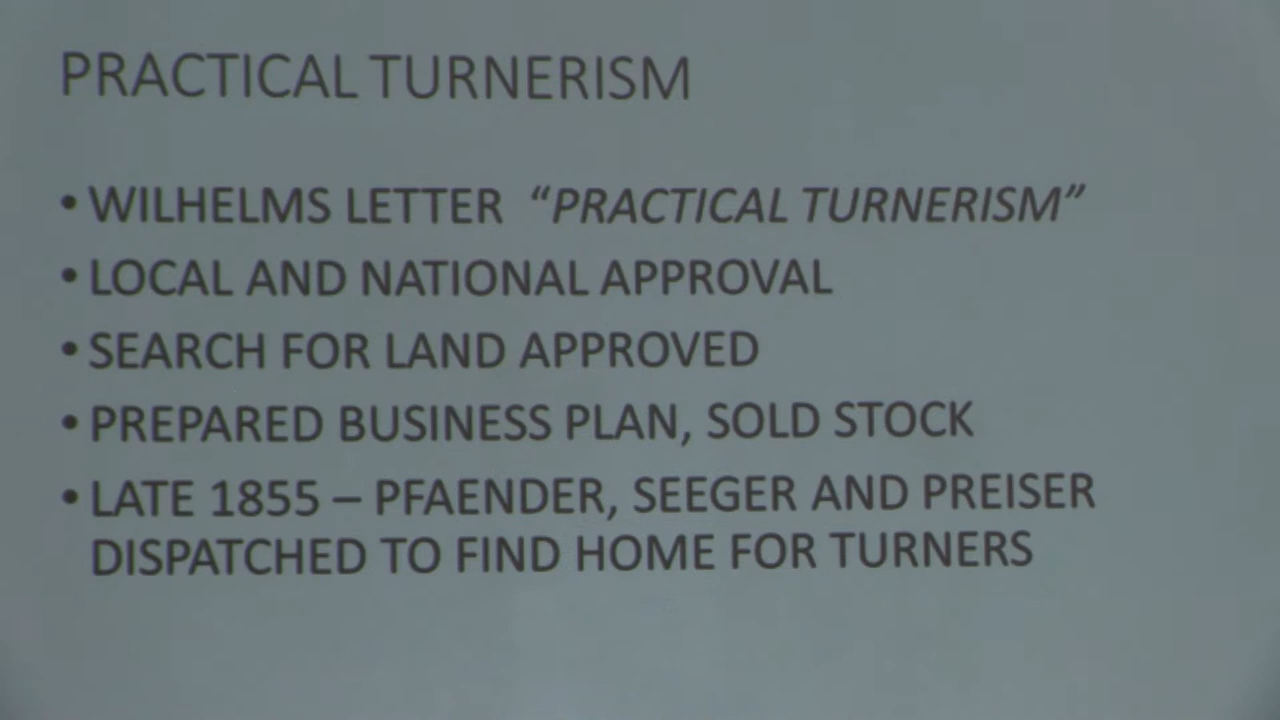 PRACTICAL TURNERISM
• WILHELMS LETTER “PRACTICAL TURNERISM”
• LOCAL AND NATIONAL APPROVAL
• SEARCH FOR LAND APPROVED
• PREPARED BUSINESS PLAN, SOLD STOCK
• LATE 1855 – PFAENDER, SEEGER AND PREISER
DISPATCHED TO FIND HOME FOR TURNERS